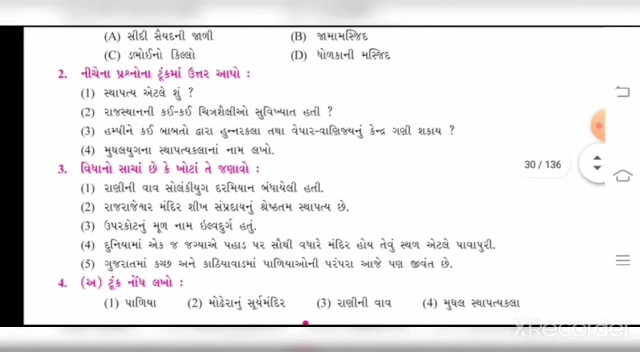 (A) સીદી સૈયદની જાળી (B) જામામસ્જિદ
(C) ડભોઈનો કિલ્લો (D) ધોળકાની મસ્જિદ
2. નીચેના પ્રશ્નોના ટૂંકમાં ઉત્તર આપો :
(1) સ્થાપત્ય એટલે શું ?
(2) રાજસ્થાનની કઈ-કઈ ચિત્રશૈલીઓ સુવિખ્યાત હતી ?
(3) હમ્પીને કઈ બાબતો દ્વારા હુન્નરકલા તથા વેપાર-વાણિજ્યનું કેન્દ્ર ગણી શકાય ?
(4) મુઘલયુગના સ્થાપત્યકલાનાં નામ લખો.
3. વિધાનો સાચાં છે કે ખોટાં તે જણાવો :
30 / 136
(1) રાણીની વાવ સોલંકીયુગ દરમિયાન બંધાયેલી હતી.
(2) રાજરાજેશ્વર મંદિર શીખ સંપ્રદાયનું શ્રેષ્ઠતમ સ્થાપત્ય છે.
(3) ઉપરકોટનું મૂળ નામ ઇલ્વદુર્ગ હતું.
(4) દુનિયામાં એક જ જગ્યાએ પહાડ પર સૌથી વધારે મંદિર હોય તેવું સ્થળ એટલે પાવાપુરી.
(5) ગુજરાતમાં કચ્છ અને કાઠિયાવાડમાં પાળિયાઓની પરંપરા આજે પણ જીવંત છે.
4. (અ) ટૂંક નોંધ લખો :
(1) પાળિયા (2) મોઢેરાનું સૂર્યમંદિર (3) રાણીની વાવ (4) મુઘલ સ્થાપત્યકલા
XRecorder